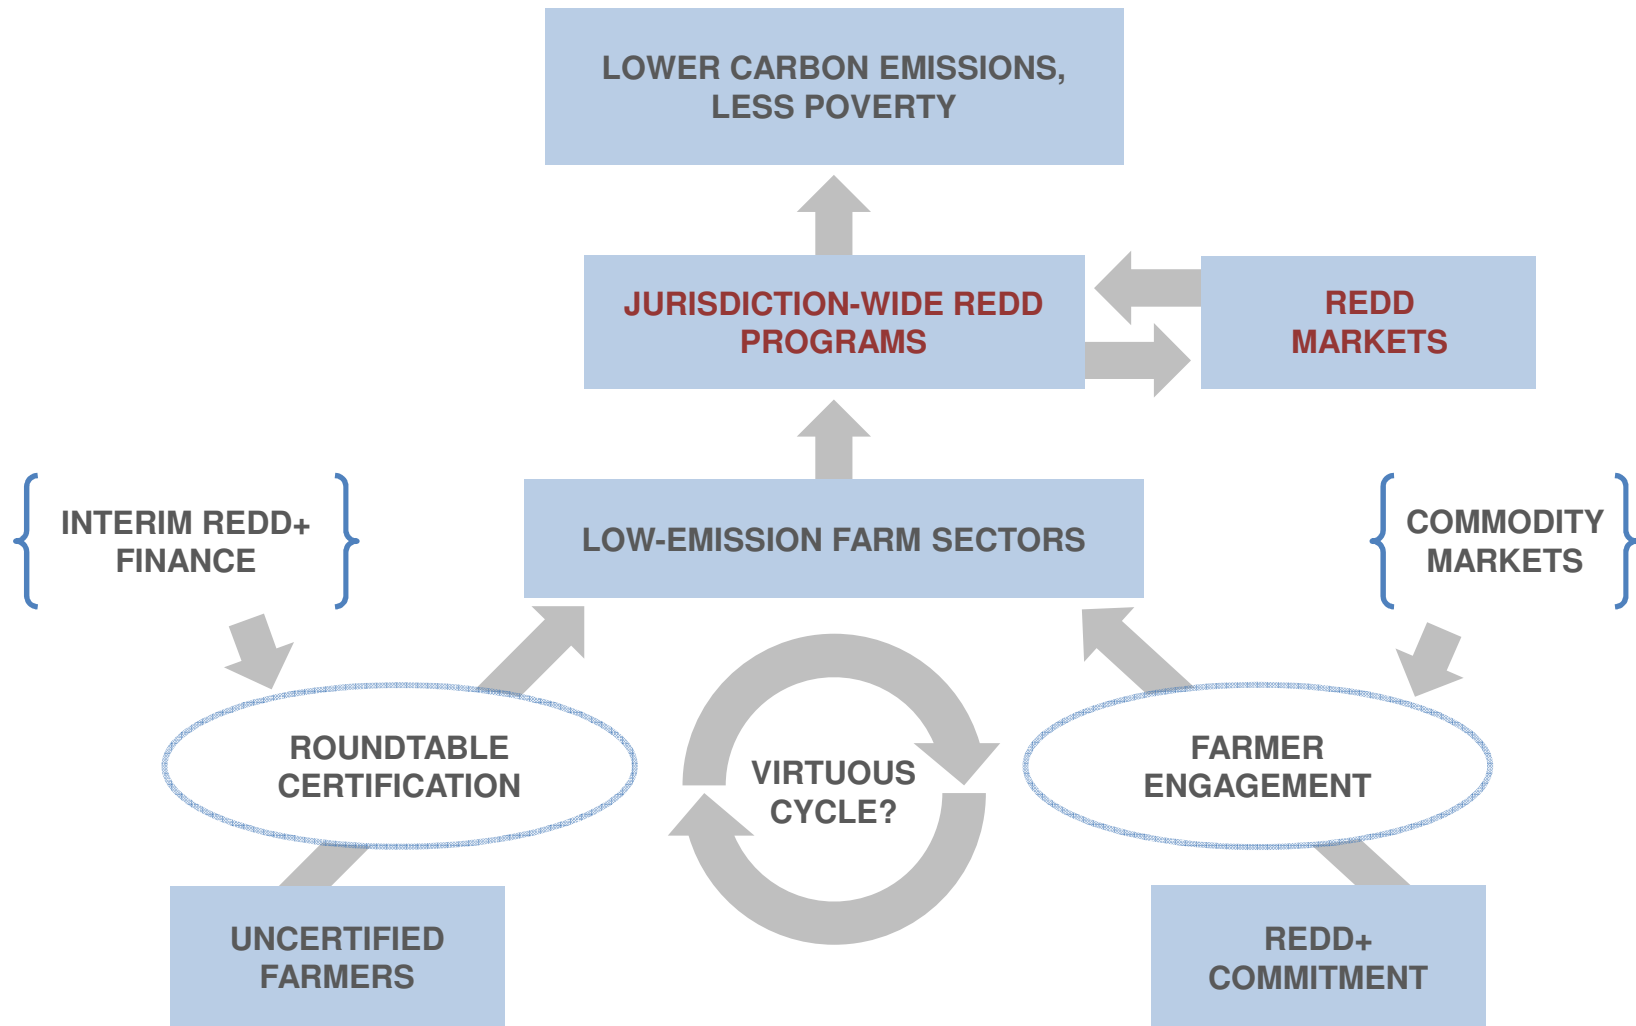 LOWER CARBON EMISSIONS,
LESS POVERTY
JURISDICTION-WIDE REDD
PROGRAMS
REDD
MARKETS
INTERIM REDD+
FINANCE
LOW-EMISSION FARM SECTORS
COMMODITY
MARKETS
ROUNDTABLE
CERTIFICATION
VIRTUOUS
CYCLE?
FARMER
ENGAGEMENT
UNCERTIFIED
FARMERS
REDD+
COMMITMENT